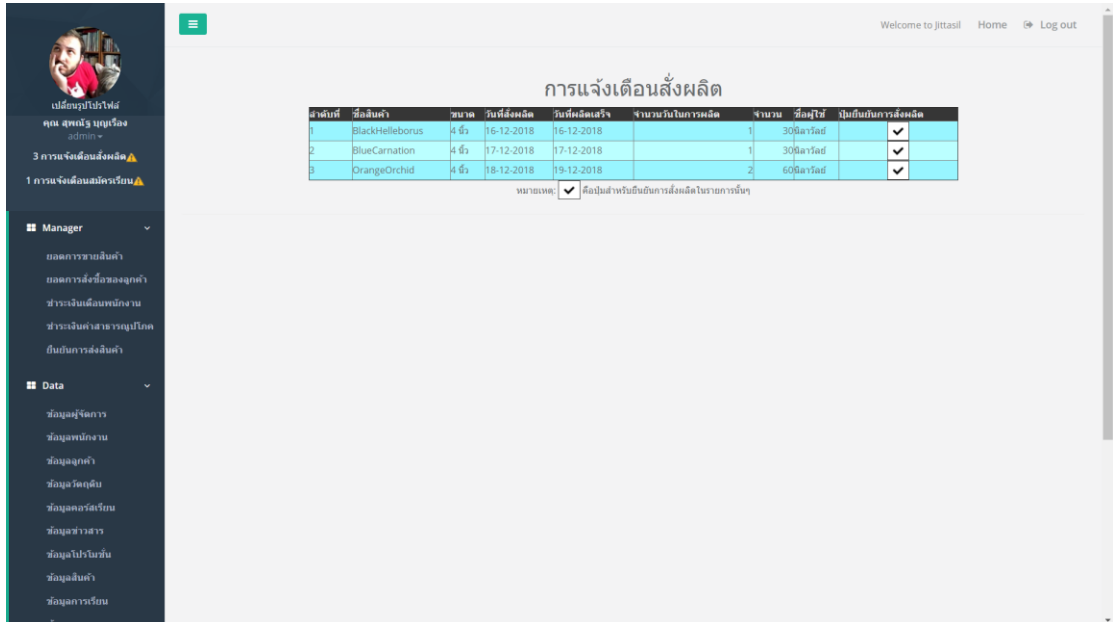 Welcome to Jittasil Home Log out
เปลี่ยนรูปโปรไฟล์
คุณ สุพณัฐ บุญเรือง
admin
3 การแจ้งเตือนสั่งผลิต
1 การแจ้งเตือนสมัครเรียน
Manager
ยอดการขายสินค้า
ยอดการสั่งซื้อของลูกค้า
ชำระเงินเดือนพนักงาน
ชำระเงินค่าสาธารณูปโภค
ยืนยันการส่งสินค้า
Data
ข้อมูลผู้จัดการ
ข้อมูลพนักงาน
ข้อมูลลูกค้า
ข้อมูลวัตถุดิบ
ข้อมูลคอร์สเรียน
ข้อมูลข่าวสาร
ข้อมูลโปรโมชั่น
ข้อมูลสินค้า
ข้อมูลการเรียน
การแจ้งเตือนสั่งผลิต
ลำดับที่ ชื่อสินค้า ขนาด วันที่สั่งผลิต วันที่ผลิตเสร็จ จำนวนวันในการผลิต จำนวน ชื่อผู้ใช้ ปุ่มยืนยันการสั่งผลิต
1 BlackHelleborus 4 นิ้ว 16-12-2018 16-12-2018 1 30 นิลาวัลย์
2 BlueCarnation 4 นิ้ว 17-12-2018 17-12-2018 1 30 นิลาวัลย์
3 OrangeOrchid 4 นิ้ว 18-12-2018 19-12-2018 2 60 นิลาวัลย์
หมายเหตุ: คือปุ่มสำหรับยืนยันการสั่งผลิตในรายการนั้นๆ